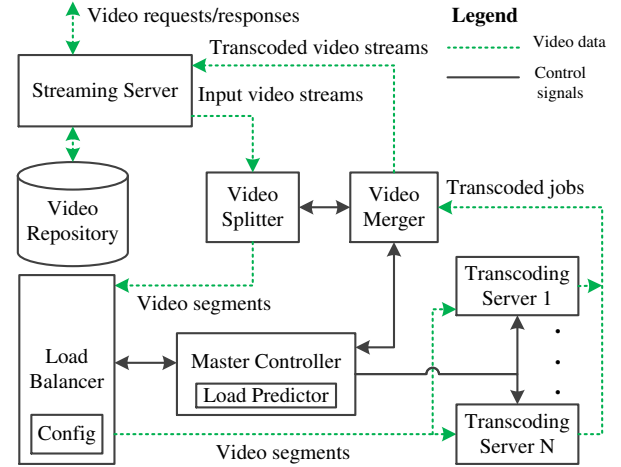 Video requests/responses
Legend
Video data
Control
signals
Transcoded video streams
Streaming Server
Input video streams
Video
Repository
Video
Splitter
Video
Merger
Transcoded jobs
Video segments
Transcoding
Server 1
Load
Balancer
Config
Master Controller
Load Predictor
Video segments
Transcoding
Server N